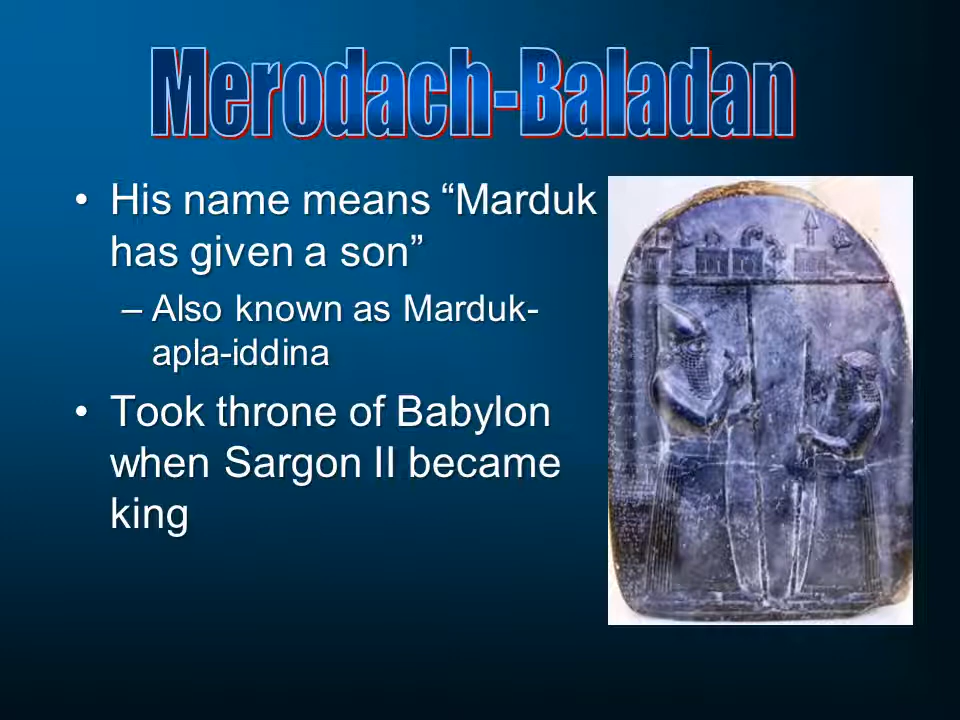 Merodach-Baladan
• His name means “Marduk
has given a son”
– Also known as Marduk-
apla-iddina
• Took throne of Babylon
when Sargon II became
king